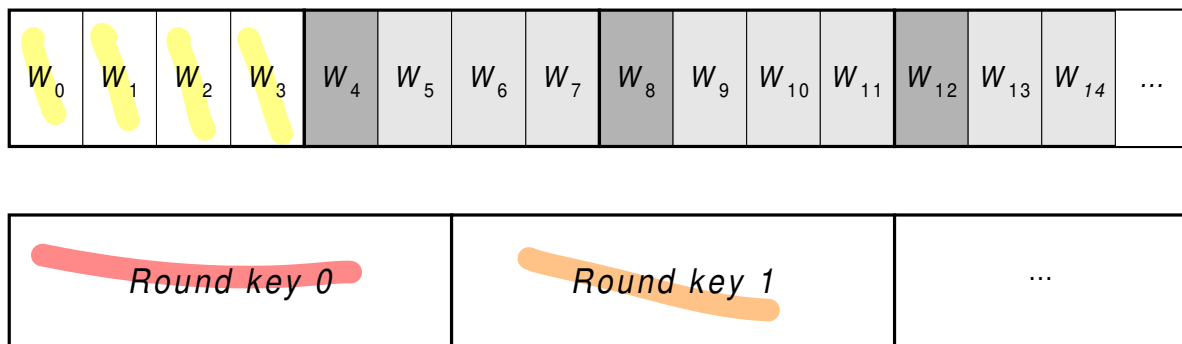 W₀ W₁ W₂ W₃ W₄ W₅ W₆ W₇ W₈ W₉ W₁₀ W₁₁ W₁₂ W₁₃ W₁₄ ...
Round key 0 Round key 1 ...